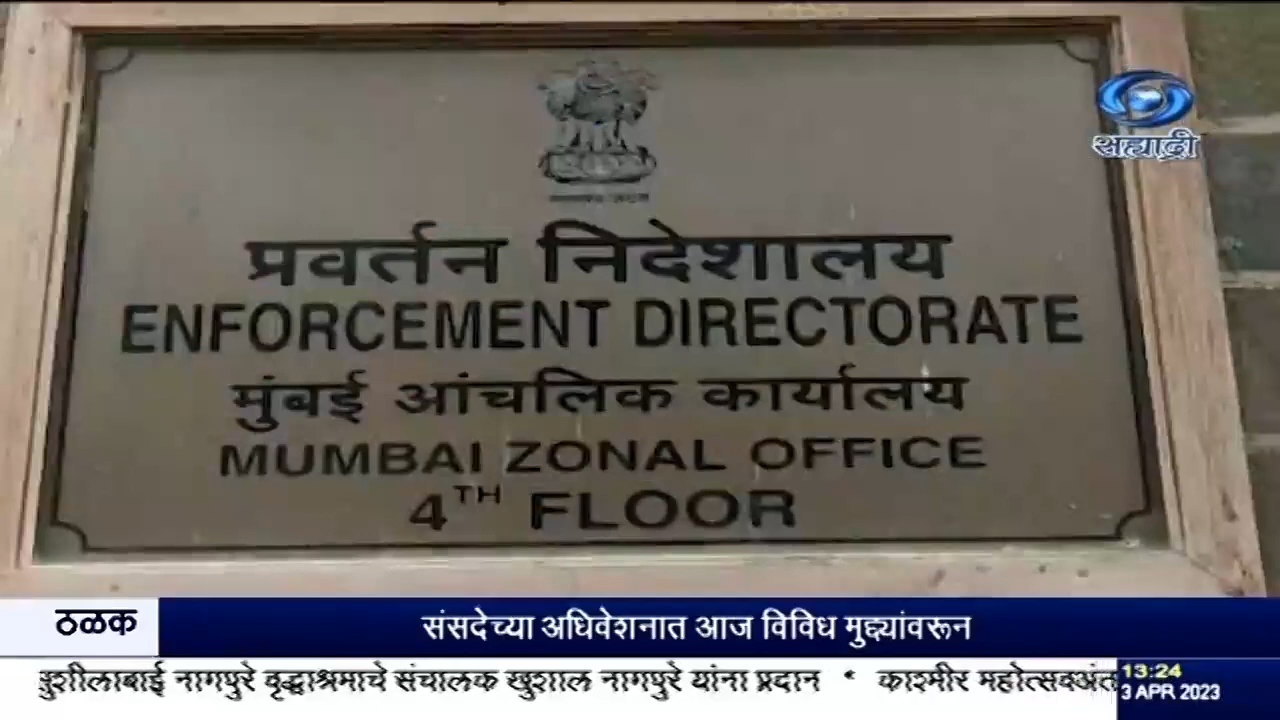 सह्याद्री
प्रवर्तन निदेशालय
ENFORCEMENT DIRECTORATE
मुंबई आंचलिक कार्यालय
MUMBAI ZONAL OFFICE
4TH FLOOR
ठळक
संसदेच्या अधिवेशनात आज विविध मुद्द्यांवरून
नागपुरे वृद्धाश्रमाचे संचालक खुशाल नागपुरे यांना प्रदान * काश्मीर महोत्सवअंत
13:24
3 APR 2023